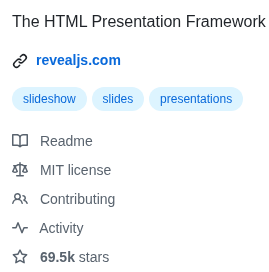 The HTML Presentation Framework
revealjs.com
slideshow slides presentations
Readme
MIT license
Contributing
Activity
69.5k stars